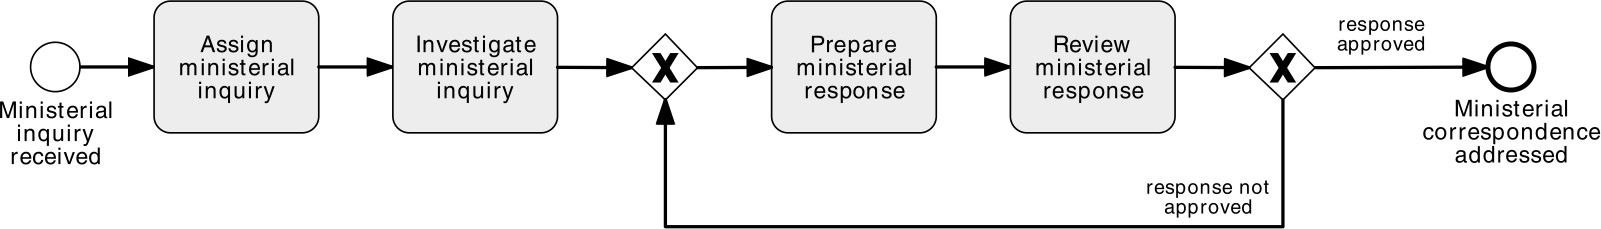 Ministerial
inquiry
received
Assign
ministerial
inquiry
Investigate
ministerial
inquiry
X
Prepare
ministerial
response
Review
ministerial
response
X
response
approved
response not
approved
Ministerial
correspondence
addressed